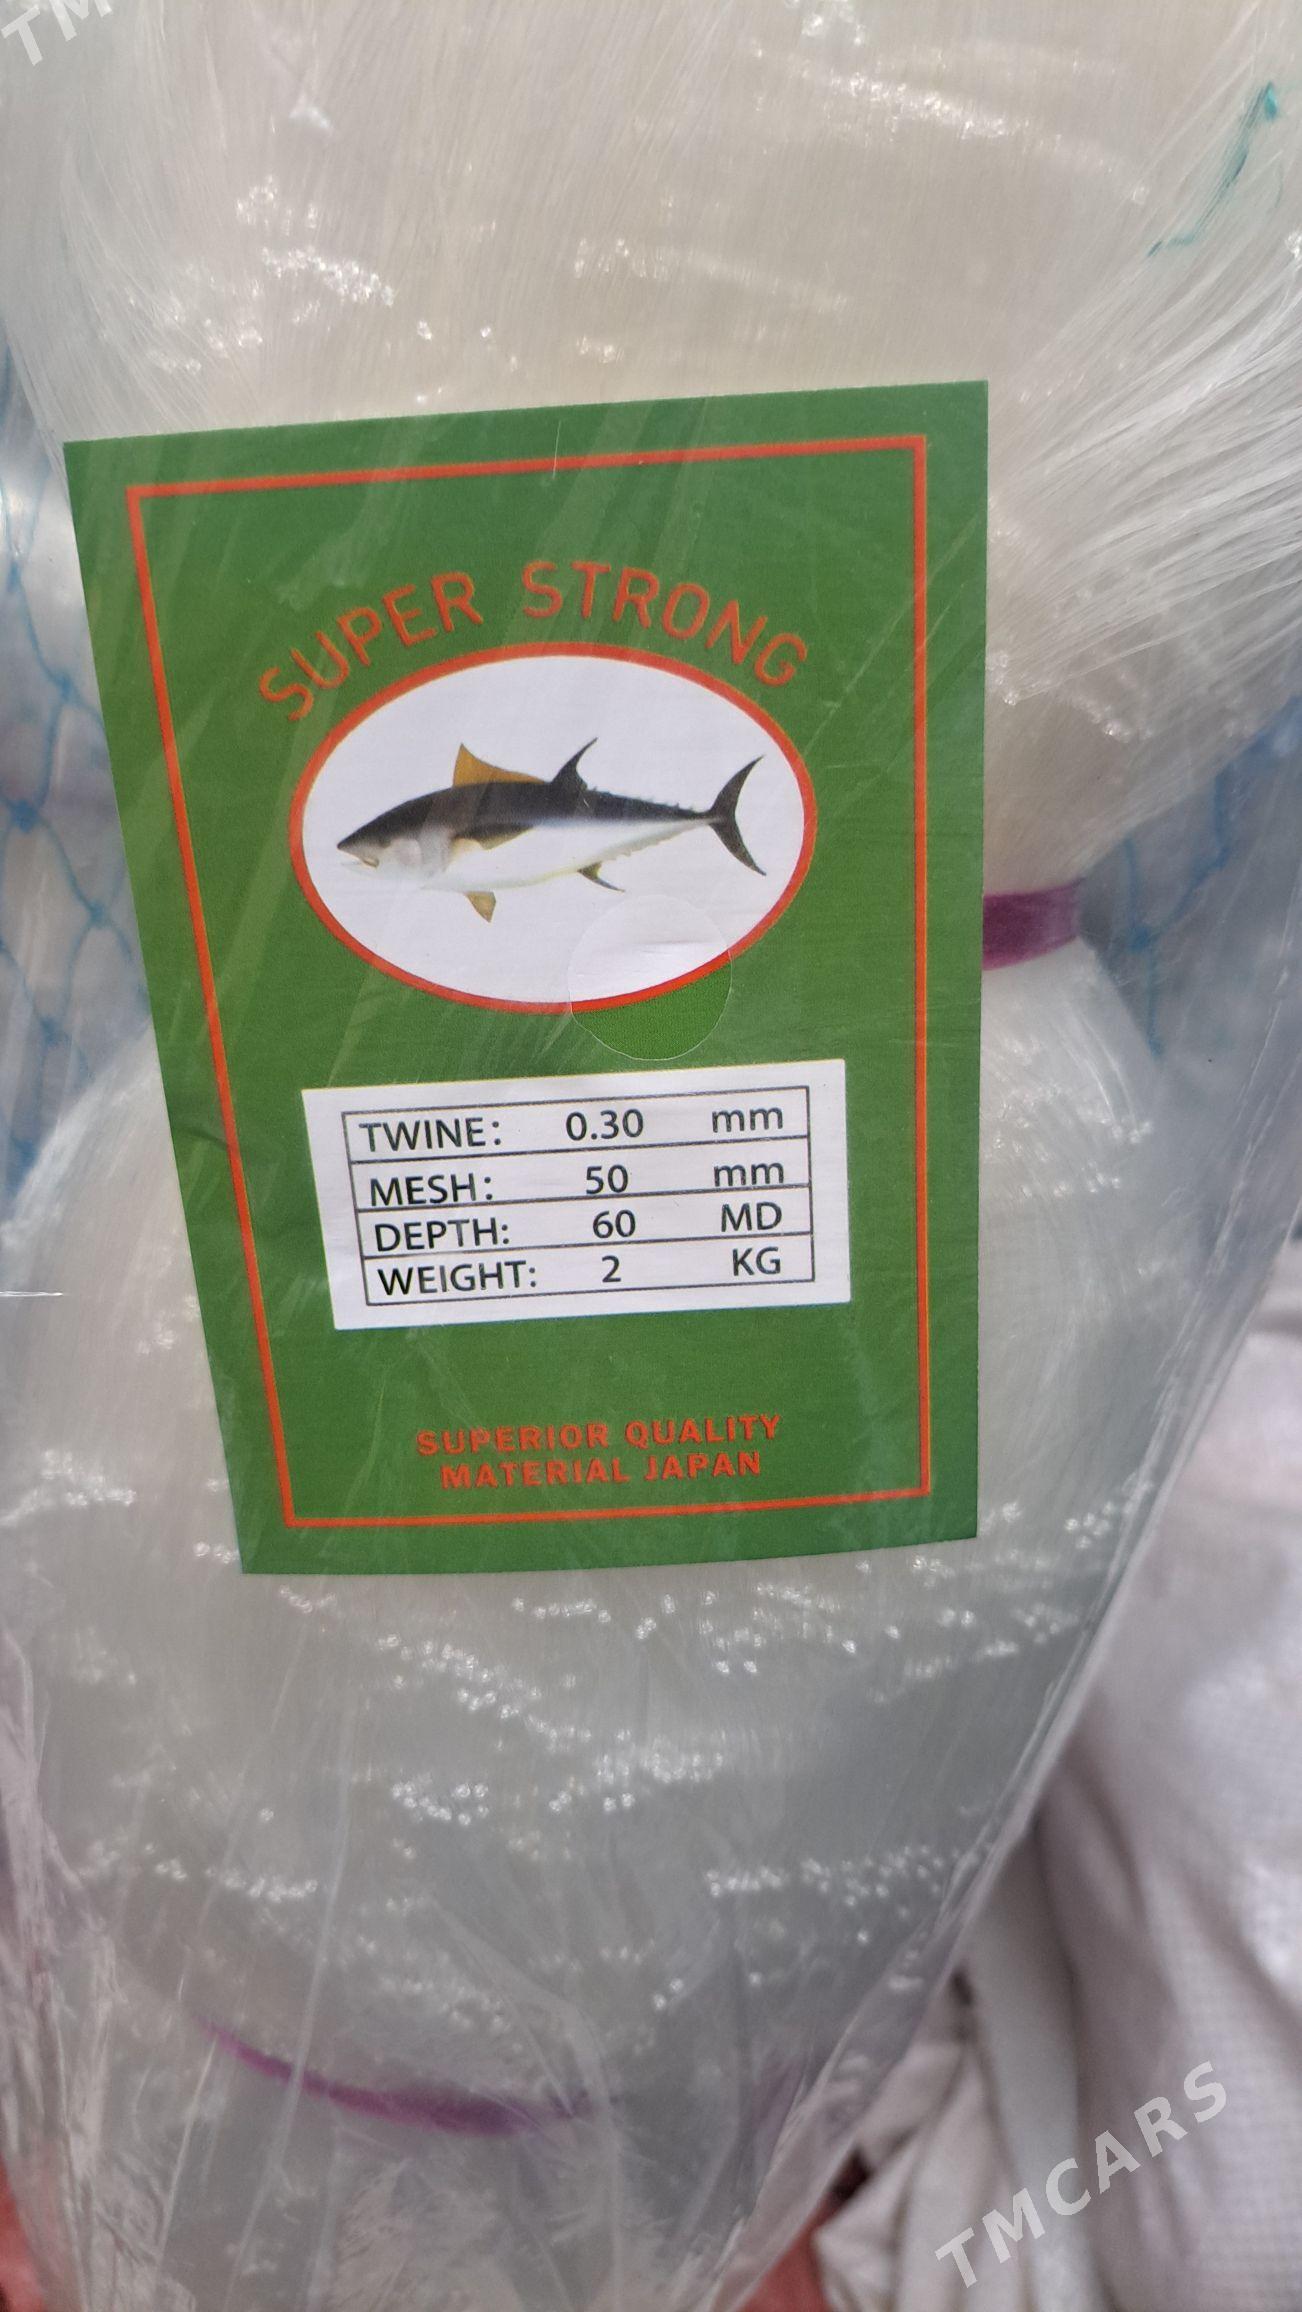 TM
SUPER STRONG
TWINE: 0.30 mm
MESH: 50 mm
DEPTH: 60 MD
WEIGHT: 2 KG
SUPERIOR QUALITY
MATERIAL JAPAN
TMCARS